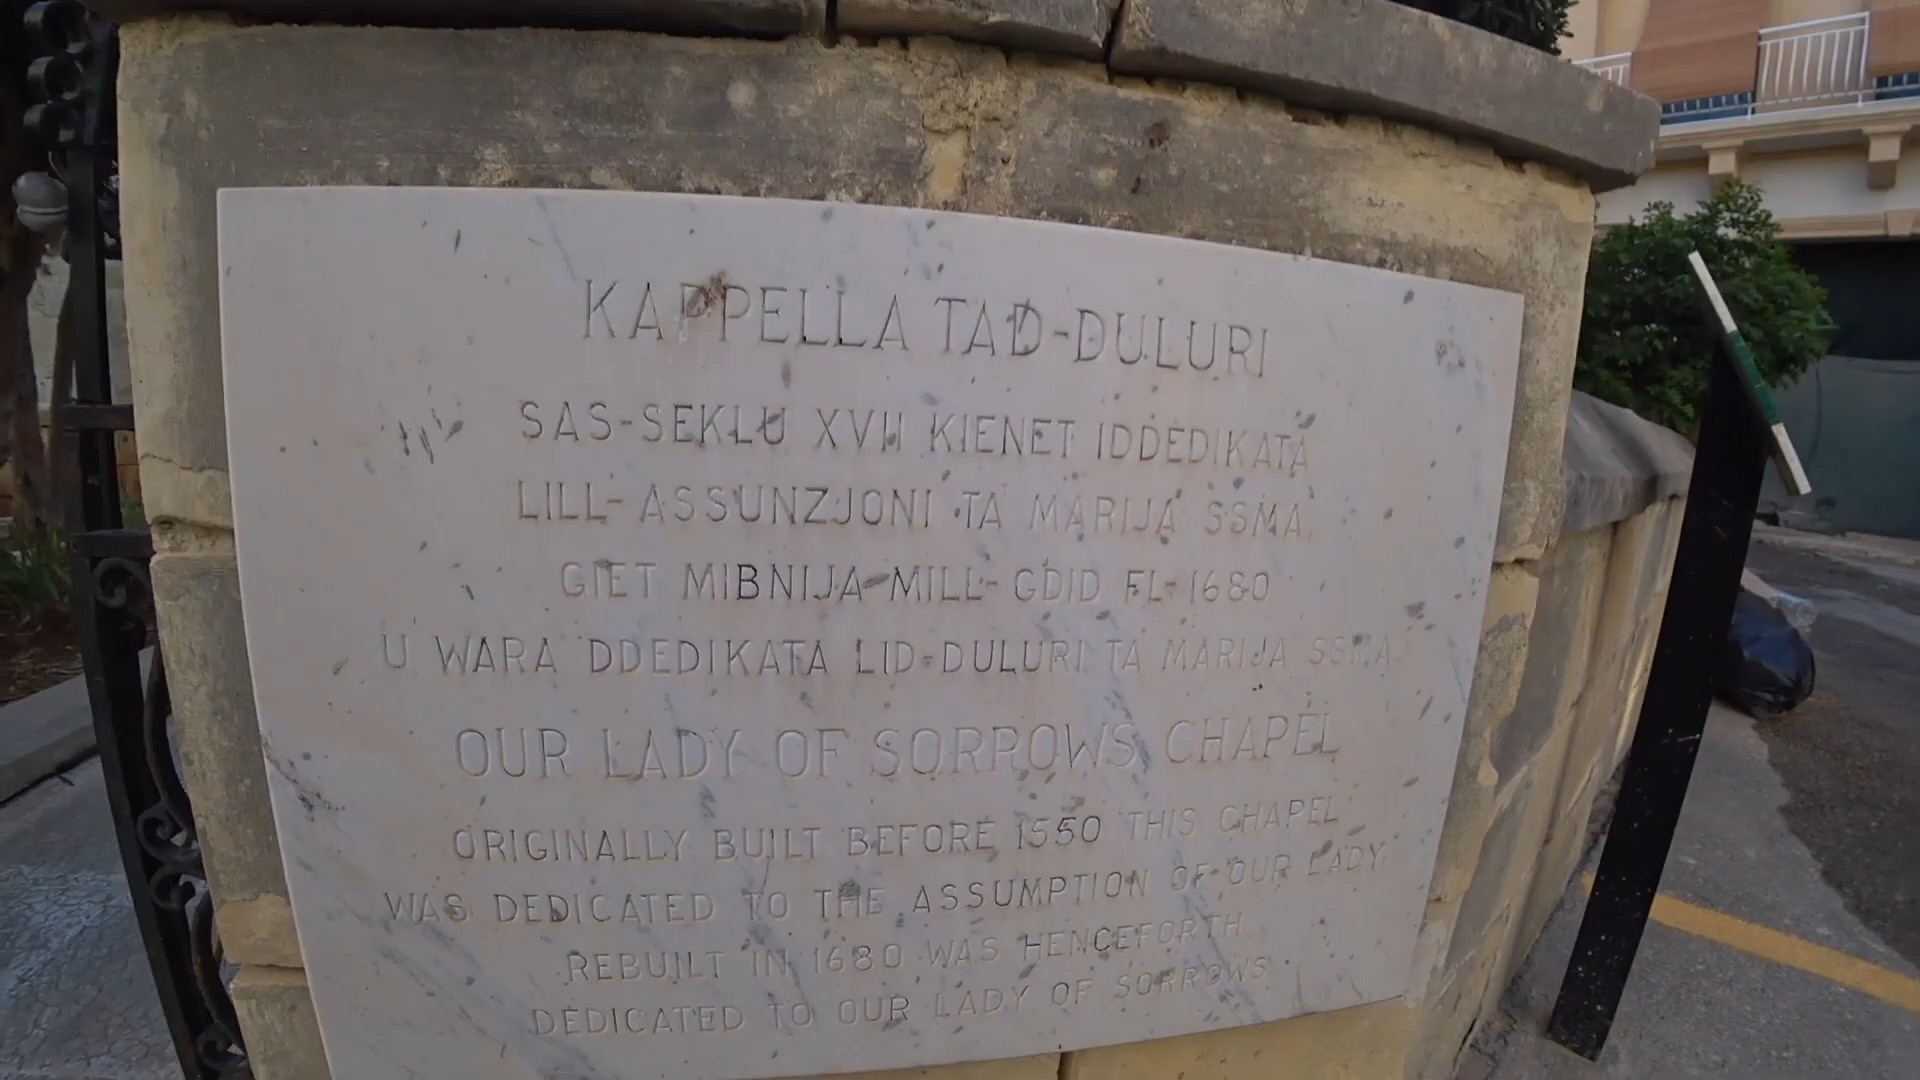 KAPPELLA TAD-DULURI
SAS-SEKLU XVII KIENET IDDEDIKATA
LILL-ASSUNZJONI TA MARIJA SSMA.
GIET MIBNIJA MILL-GDID FL-1680
U WARA DDEDIKATA LID-DULURI TA MARIJA SSMA.
OUR LADY OF SORROWS CHAPEL
ORIGINALLY BUILT BEFORE 1550 THIS CHAPEL
WAS DEDICATED TO THE ASSUMPTION OF OUR LADY
REBUILT IN 1680 WAS HENCEFORTH
DEDICATED TO OUR LADY OF SORROWS